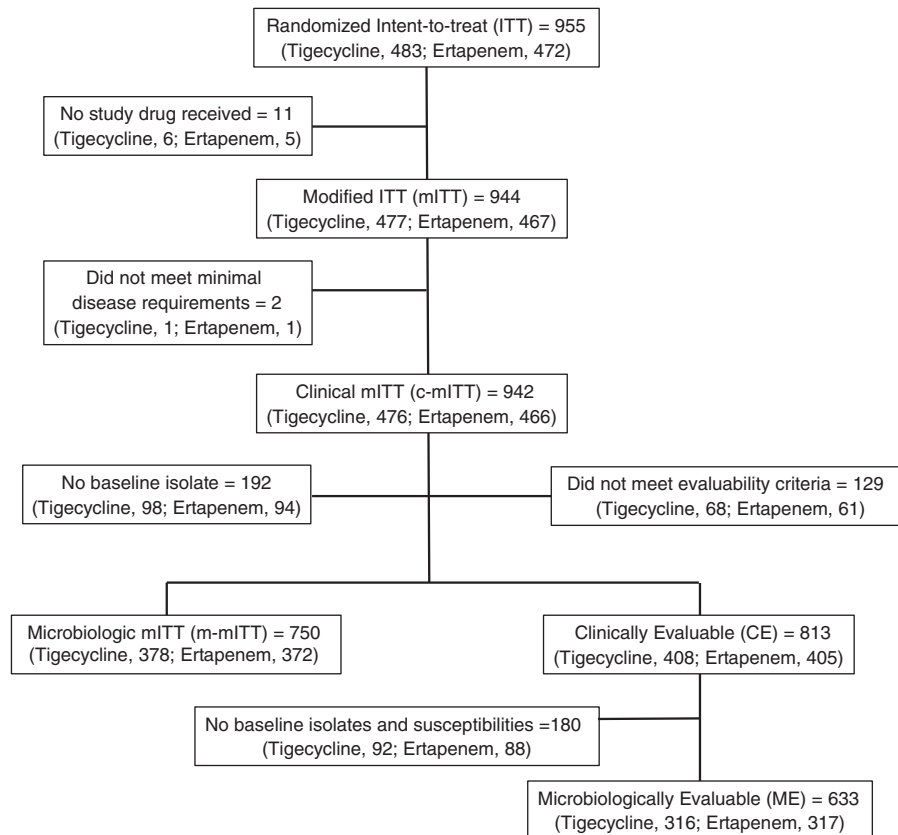 Randomized Intent-to-treat (ITT) = 955
(Tigecycline, 483; Ertapenem, 472)
No study drug received = 11
(Tigecycline, 6; Ertapenem, 5)
Modified ITT (mITT) = 944
(Tigecycline, 477; Ertapenem, 467)
Did not meet minimal
disease requirements = 2
(Tigecycline, 1; Ertapenem, 1)
Clinical mITT (c-mITT) = 942
(Tigecycline, 476; Ertapenem, 466)
No baseline isolate = 192
(Tigecycline, 98; Ertapenem, 94)
Did not meet evaluability criteria = 129
(Tigecycline, 68; Ertapenem, 61)
Microbiologic mITT (m-mITT) = 750
(Tigecycline, 378; Ertapenem, 372)
Clinically Evaluable (CE) = 813
(Tigecycline, 408; Ertapenem, 405)
No baseline isolates and susceptibilities =180
(Tigecycline, 92; Ertapenem, 88)
Microbiologically Evaluable (ME) = 633
(Tigecycline, 316; Ertapenem, 317)